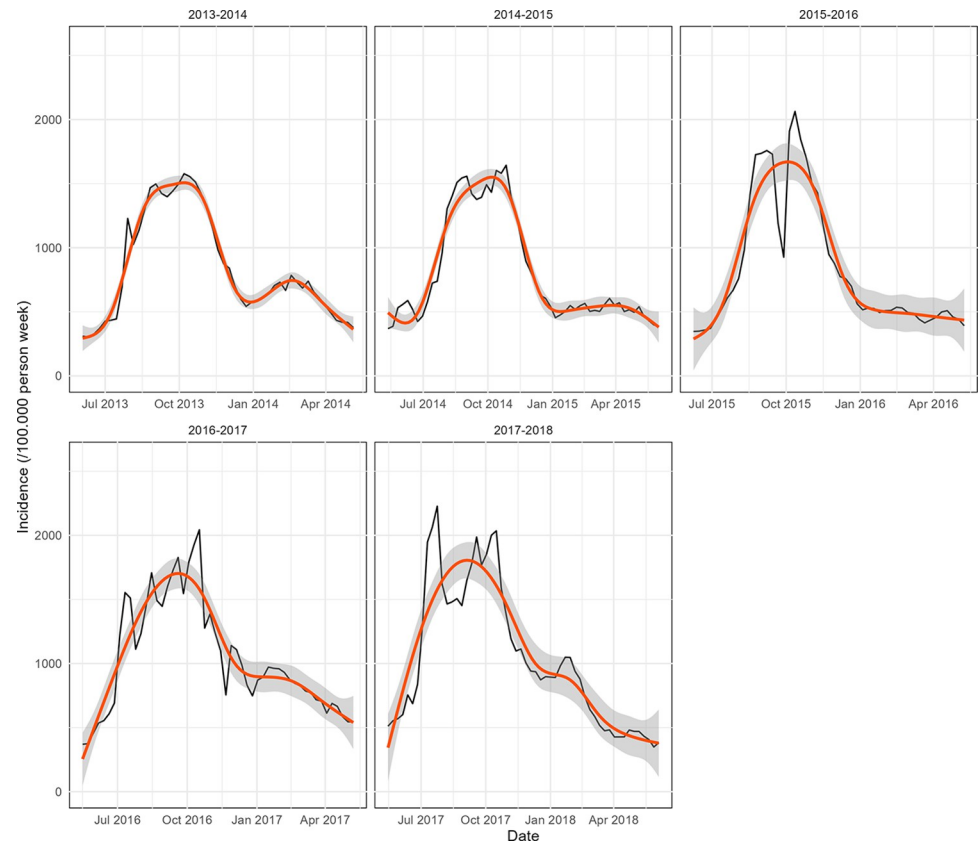 2013-2014
2014-2015
2015-2016
2000
1000
0
Jul 2013 Oct 2013 Jan 2014 Apr 2014
Jul 2014 Oct 2014 Jan 2015 Apr 2015
Jul 2015 Oct 2015 Jan 2016 Apr 2016
Incidence (/100.000 person week)
2016-2017
2017-2018
2000
1000
0
Jul 2016 Oct 2016 Jan 2017 Apr 2017
Jul 2017 Oct 2017 Jan 2018 Apr 2018
Date